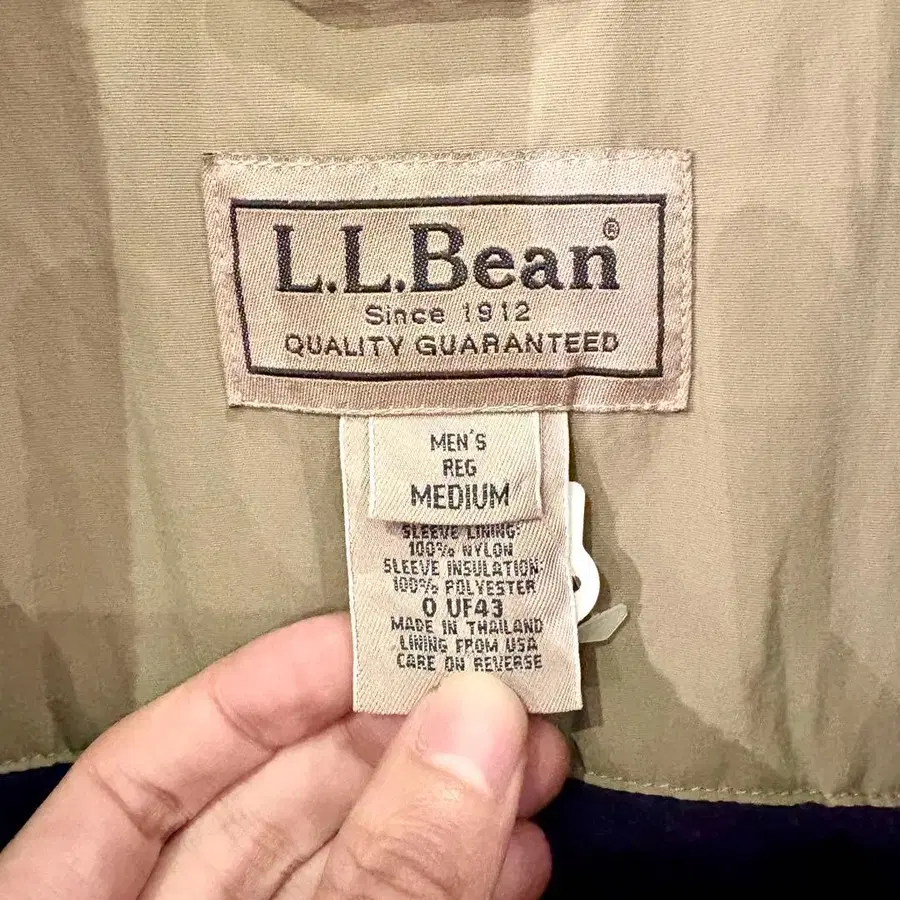 L.L.Bean®
Since 1912
QUALITY GUARANTEED
MEN'S
REG
MEDIUM
SLEEVE LINING:
100% NYLON
SLEEVE INSULATION:
100% POLYESTER
0 UF43
MADE IN THAILAND
LINING FROM USA
CARE ON REVERSE